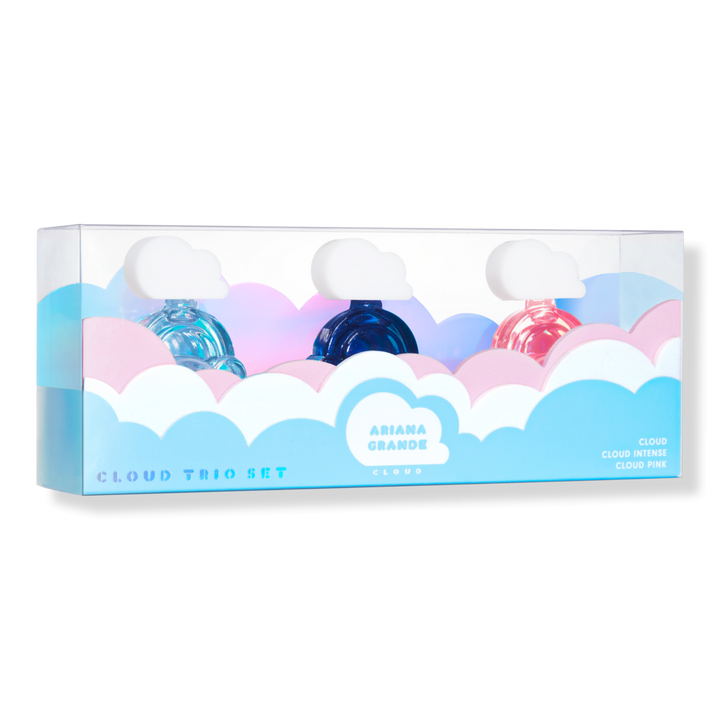 ARIANA
GRANDE
CLOUD
CLOUD TRIO SET
CLOUD
CLOUD INTENSE
CLOUD PINK